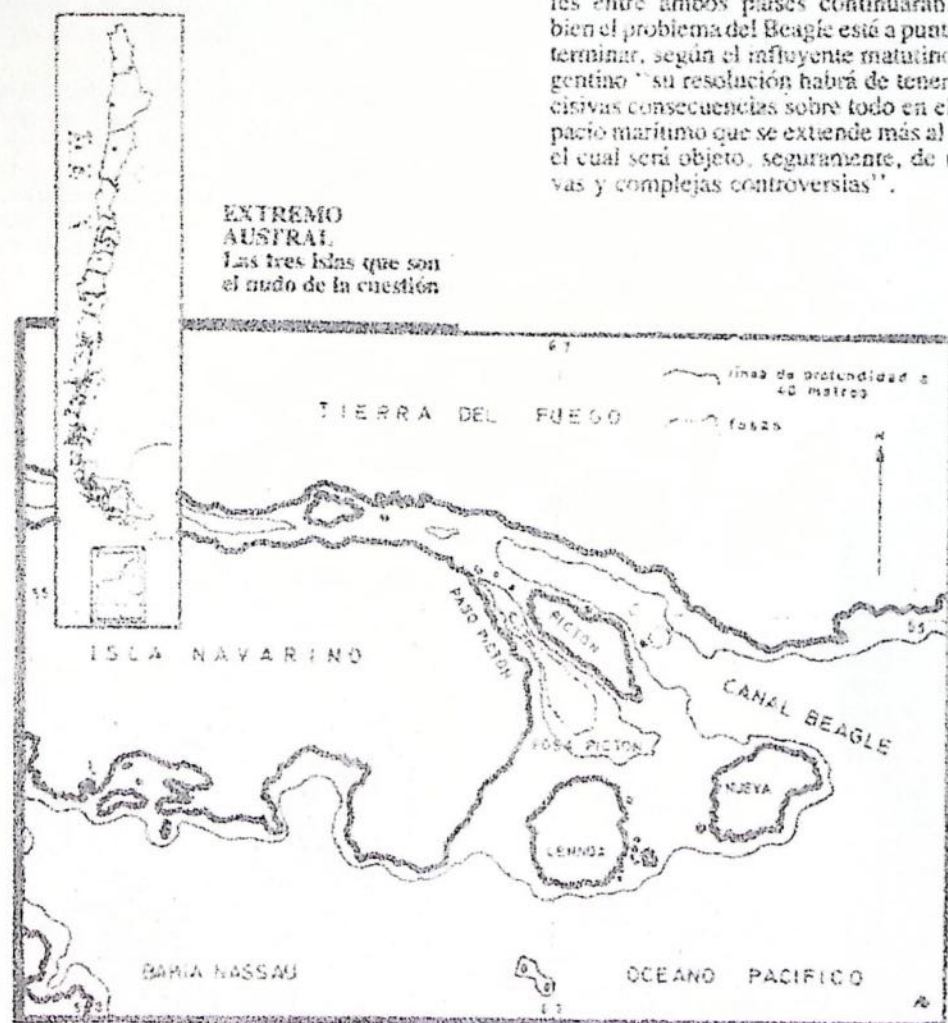 les entre ambos países continuarán
bien el problema del Beagle está a punt
terminar, según el influyente matutino
gentino "su resolución habrá de tener
cisivas consecuencias sobre todo en el
pacio marítimo que se extiende más al
el cual será objeto, seguramente, de
vas y complejas controversias".
EXTREMO
AUSTRAL
Las tres islas que son
el nudo de la cuestión
67
línea de profundidad a
40 metros
TIERRA DEL FUEGO
fosas
N
55
55
ISLA NAVARINO
PASO PICTON
PICTON
CANAL BEAGLE
FOSA PICTON
NUEVA
LENNOX
BAHIA NASSAU
OCEANO PACIFICO
67